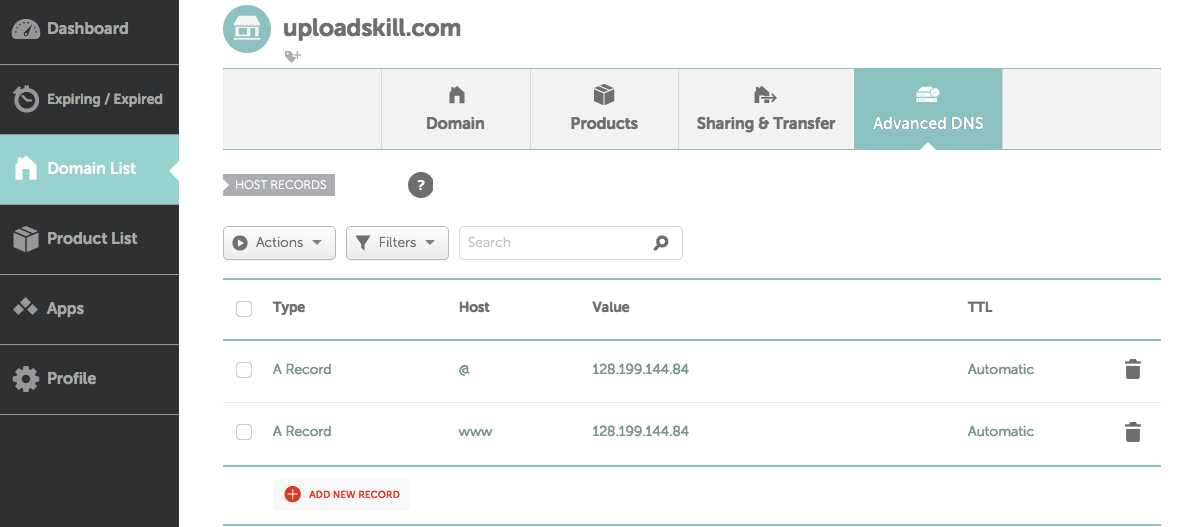 Dashboard
Expiring / Expired
Domain List
Product List
Apps
Profile
uploadskill.com
Domain
Products
Sharing & Transfer
Advanced DNS
HOST RECORDS
?
Actions
Filters
Search
Type Host Value TTL
A Record @ 128.199.144.84 Automatic
A Record www 128.199.144.84 Automatic
ADD NEW RECORD